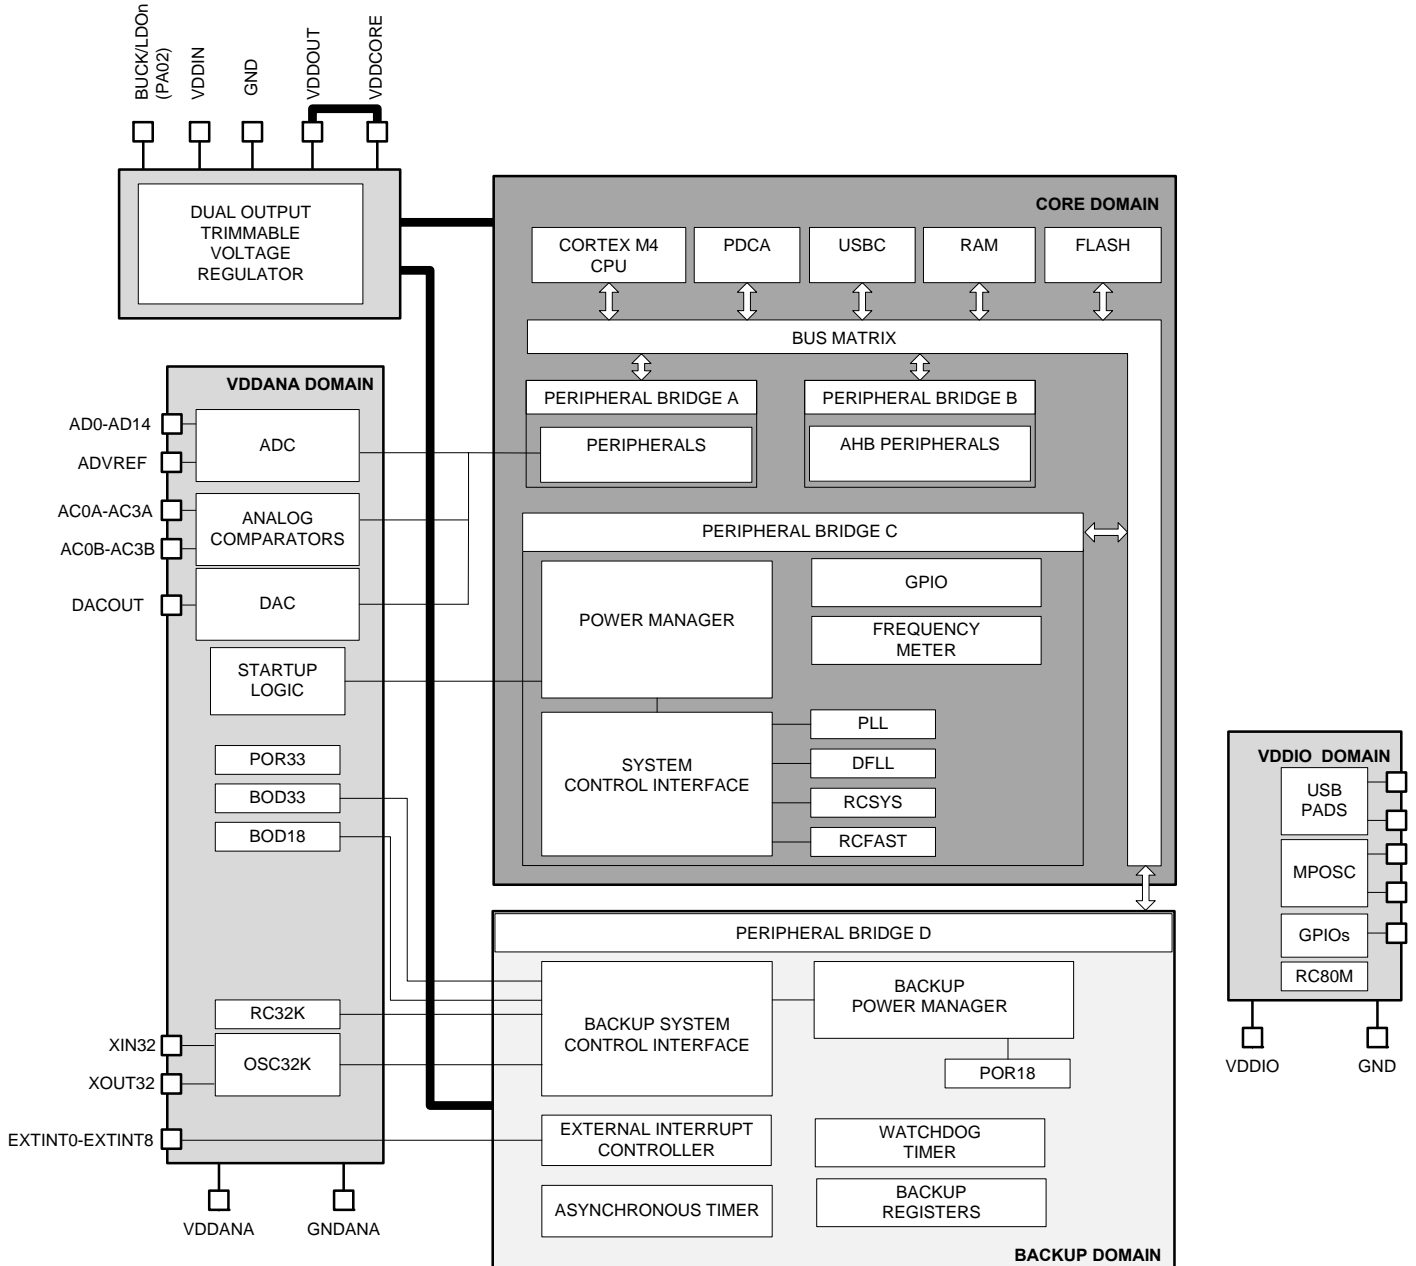 BUCK/LDOn
(PA02)
VDDIN
GND
VDDOUT
VDDCORE
DUAL OUTPUT
TRIMMABLE
VOLTAGE
REGULATOR
CORE DOMAIN
CORTEX M4
CPU
PDCA
USBC
RAM
FLASH
BUS MATRIX
PERIPHERAL BRIDGE A
PERIPHERALS
PERIPHERAL BRIDGE B
AHB PERIPHERALS
PERIPHERAL BRIDGE C
POWER MANAGER
GPIO
FREQUENCY
METER
SYSTEM
CONTROL INTERFACE
PLL
DFLL
RCSYS
RCFAST
VDDANA DOMAIN
AD0-AD14
ADVREF
ADC
AC0A-AC3A
AC0B-AC3B
ANALOG
COMPARATORS
DACOUT
DAC
STARTUP
LOGIC
POR33
BOD33
BOD18
RC32K
XIN32
XOUT32
OSC32K
EXTINT0-EXTINT8
VDDANA
GNDANA
PERIPHERAL BRIDGE D
BACKUP SYSTEM
CONTROL INTERFACE
BACKUP
POWER MANAGER
POR18
EXTERNAL INTERRUPT
CONTROLLER
WATCHDOG
TIMER
ASYNCHRONOUS TIMER
BACKUP
REGISTERS
BACKUP DOMAIN
VDDIO DOMAIN
USB
PADS
MPOSC
GPIOs
RC80M
VDDIO
GND